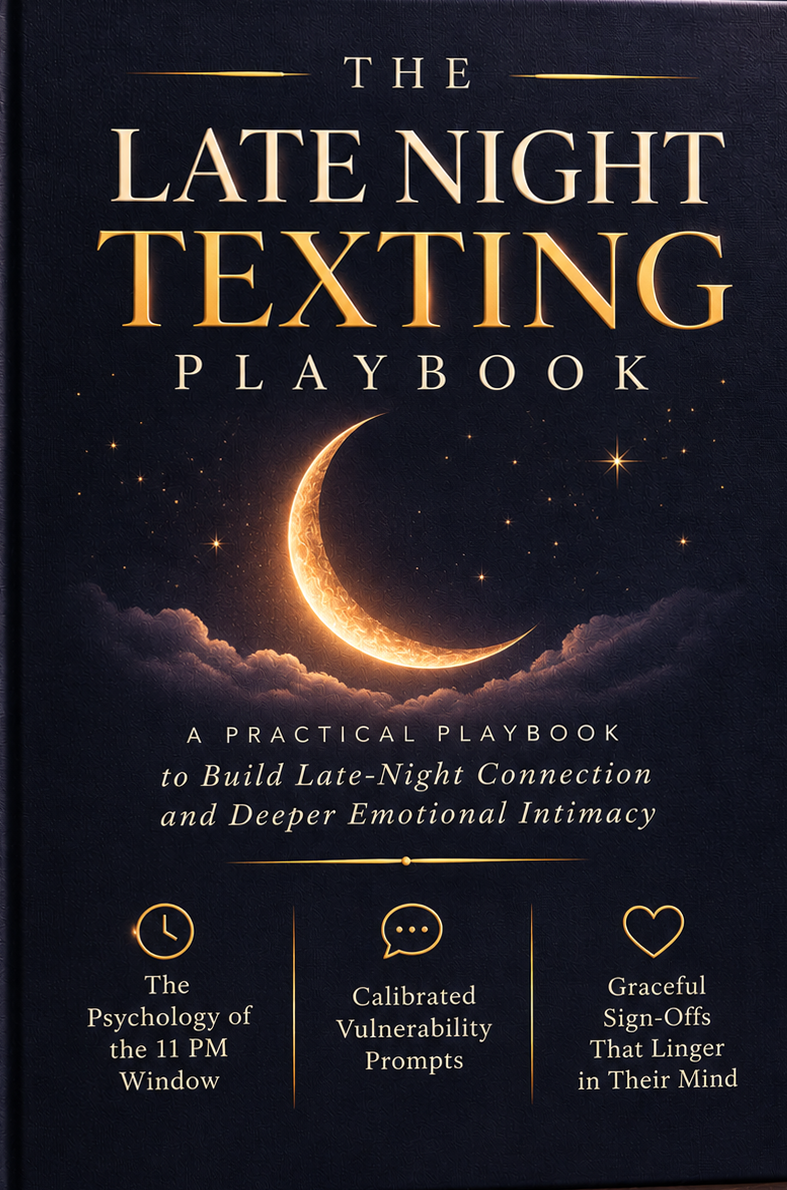 THE
LATE NIGHT
TEXTING
PLAYBOOK
A PRACTICAL PLAYBOOK
to Build Late-Night Connection
and Deeper Emotional Intimacy
The
Psychology of
the 11 PM
Window
Calibrated
Vulnerability
Prompts
Graceful
Sign-Offs
That Linger
in Their Mind